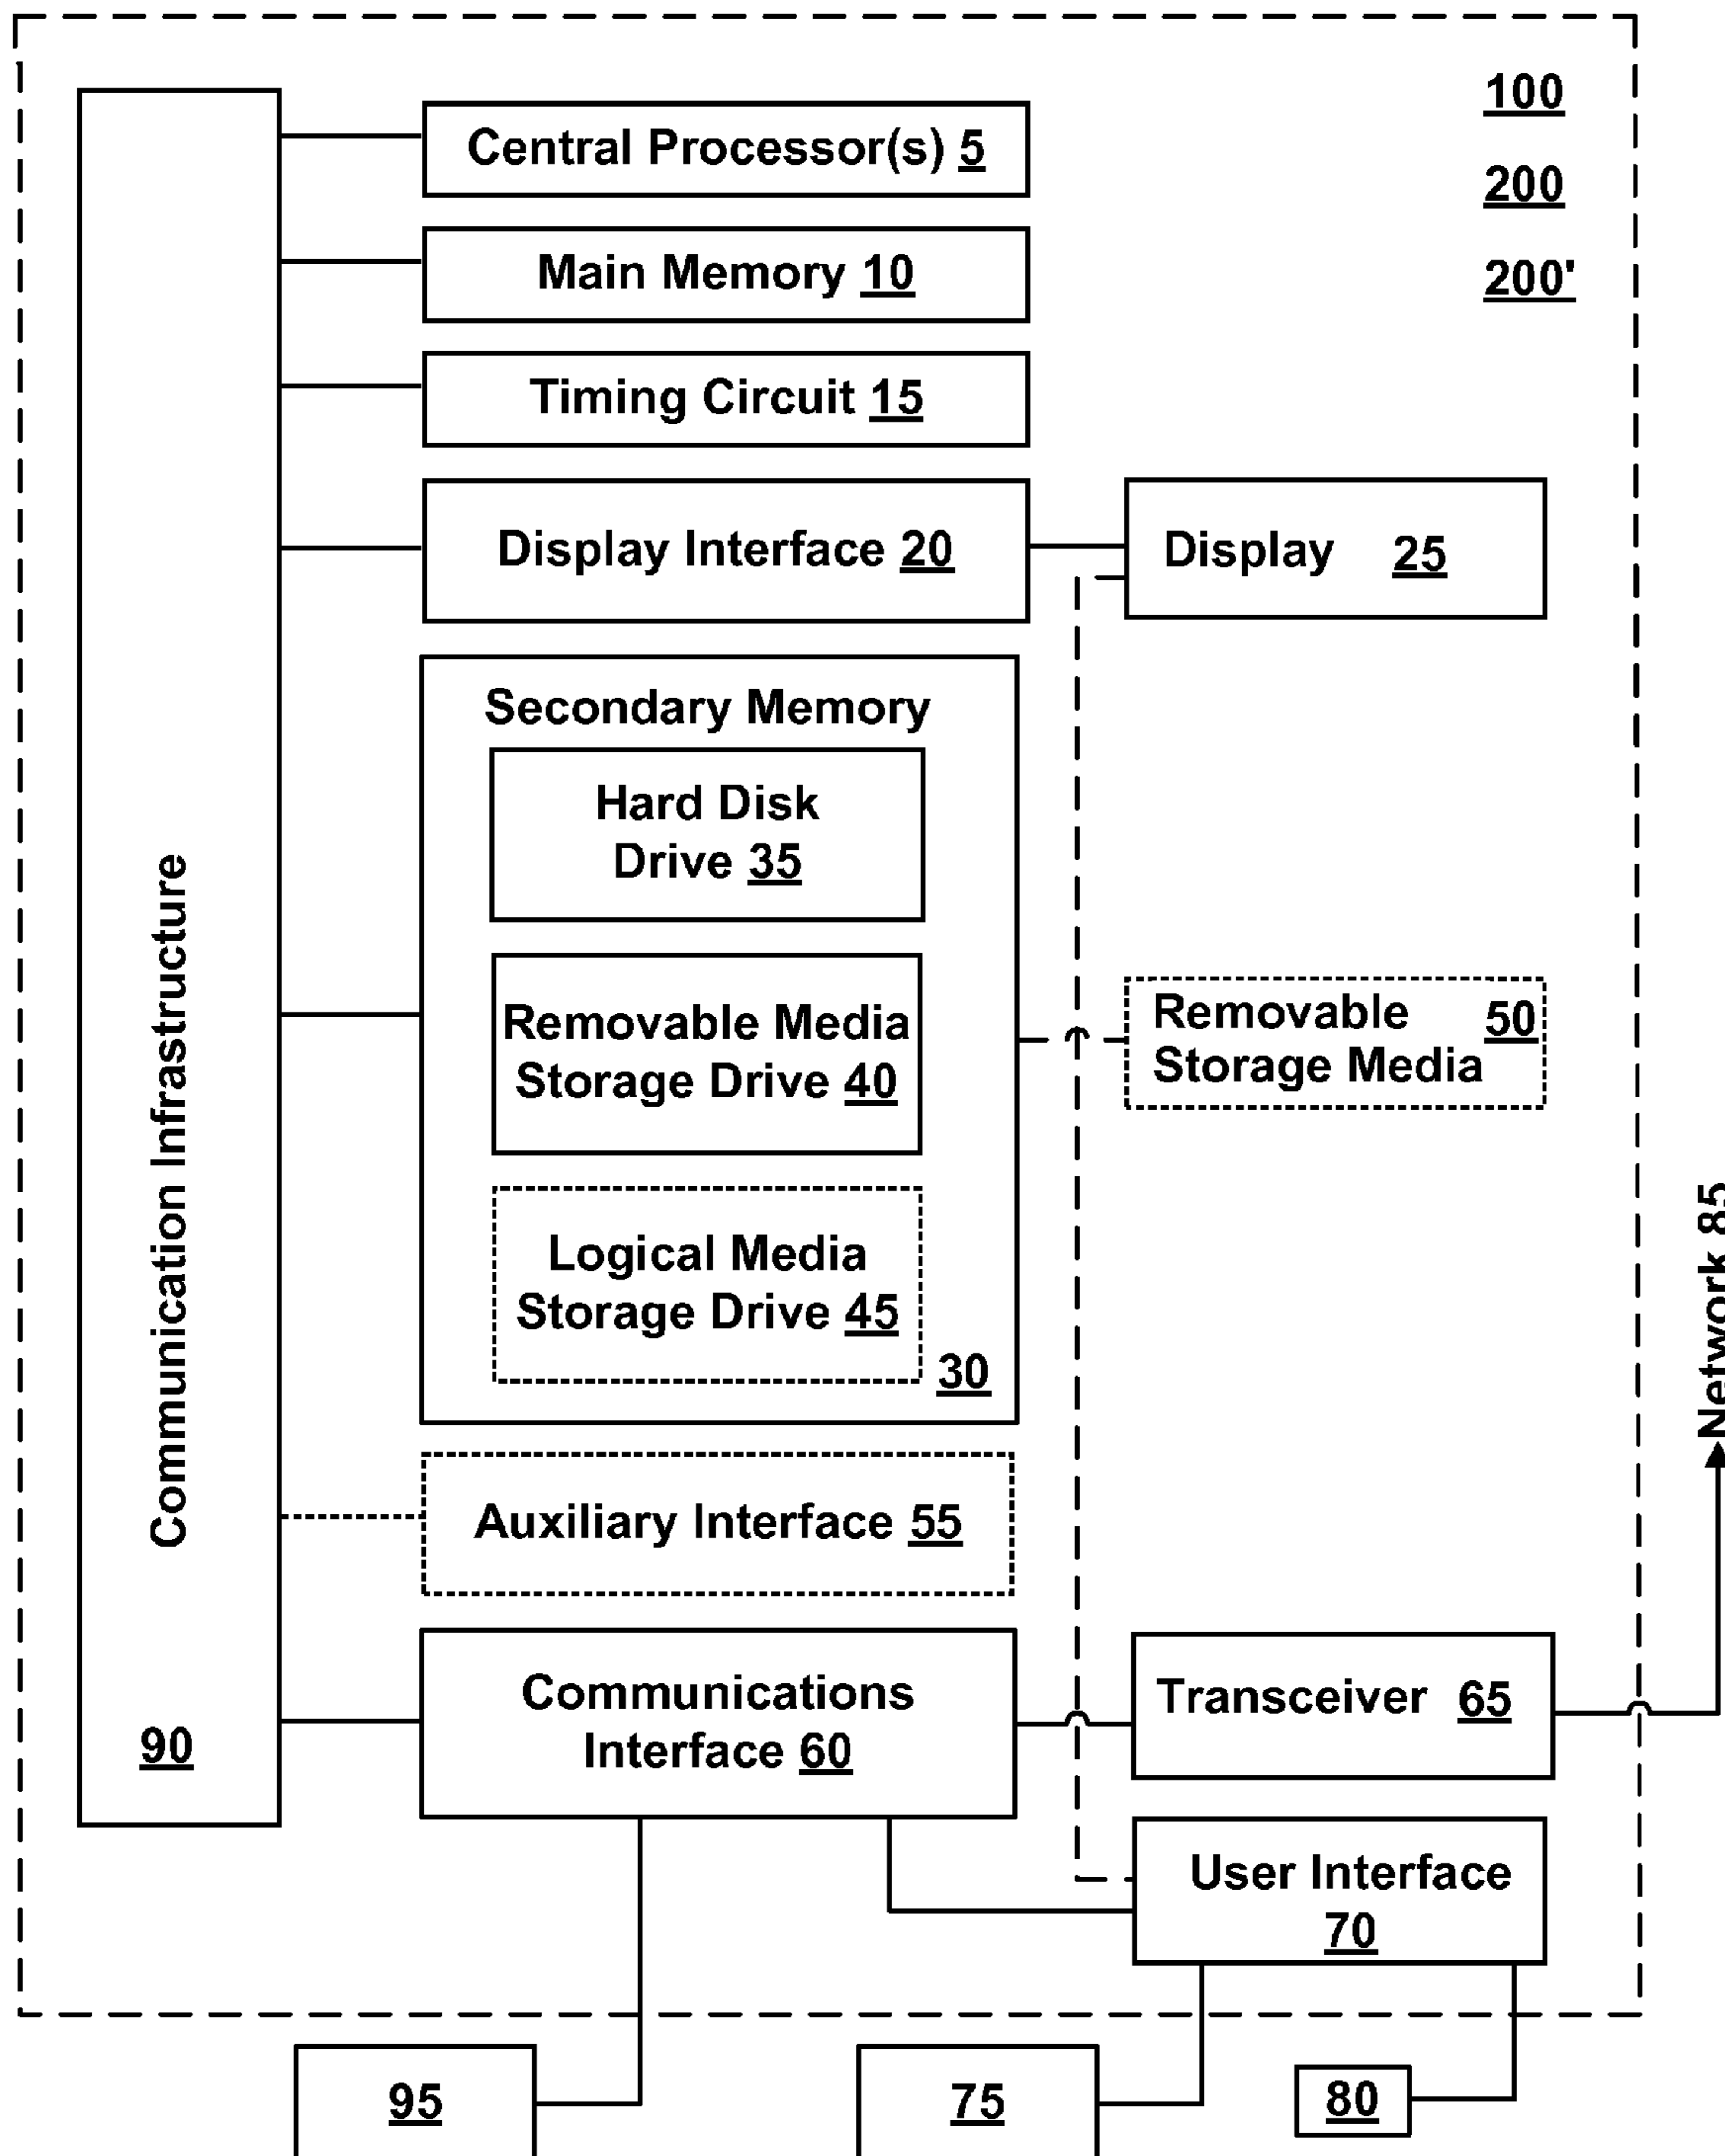 100
200
200'
Central Processor(s) 5
Main Memory 10
Timing Circuit 15
Display Interface 20
Display 25
Secondary Memory
Hard Disk
Drive 35
Removable Media
Storage Drive 40
Logical Media
Storage Drive 45
30
Removable 50
Storage Media
Communication Infrastructure
90
Auxiliary Interface 55
Communications
Interface 60
Transceiver 65
Network 85
User Interface
70
95
75
80